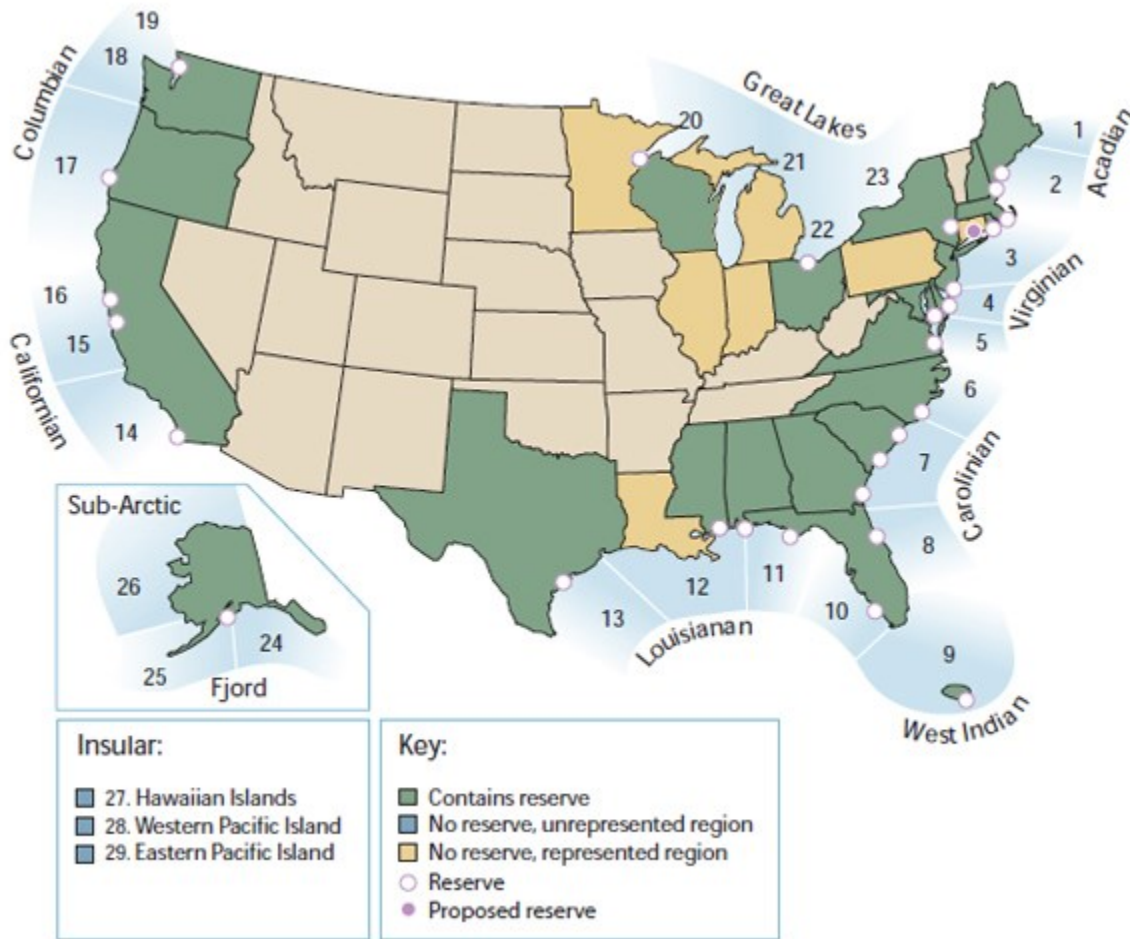 19
18
Columbian
17
16
15
Californian
14
Great Lakes
20
21
22
23
1
Acadian
2
3
Virginian
4
5
6
Carolinian
7
8
9
West Indian
10
11
12
Louisianan
13
Sub-Arctic
26
25
24
Fjord
Insular:
27. Hawaiian Islands
28. Western Pacific Island
29. Eastern Pacific Island
Key:
Contains reserve
No reserve, unrepresented region
No reserve, represented region
Reserve
Proposed reserve